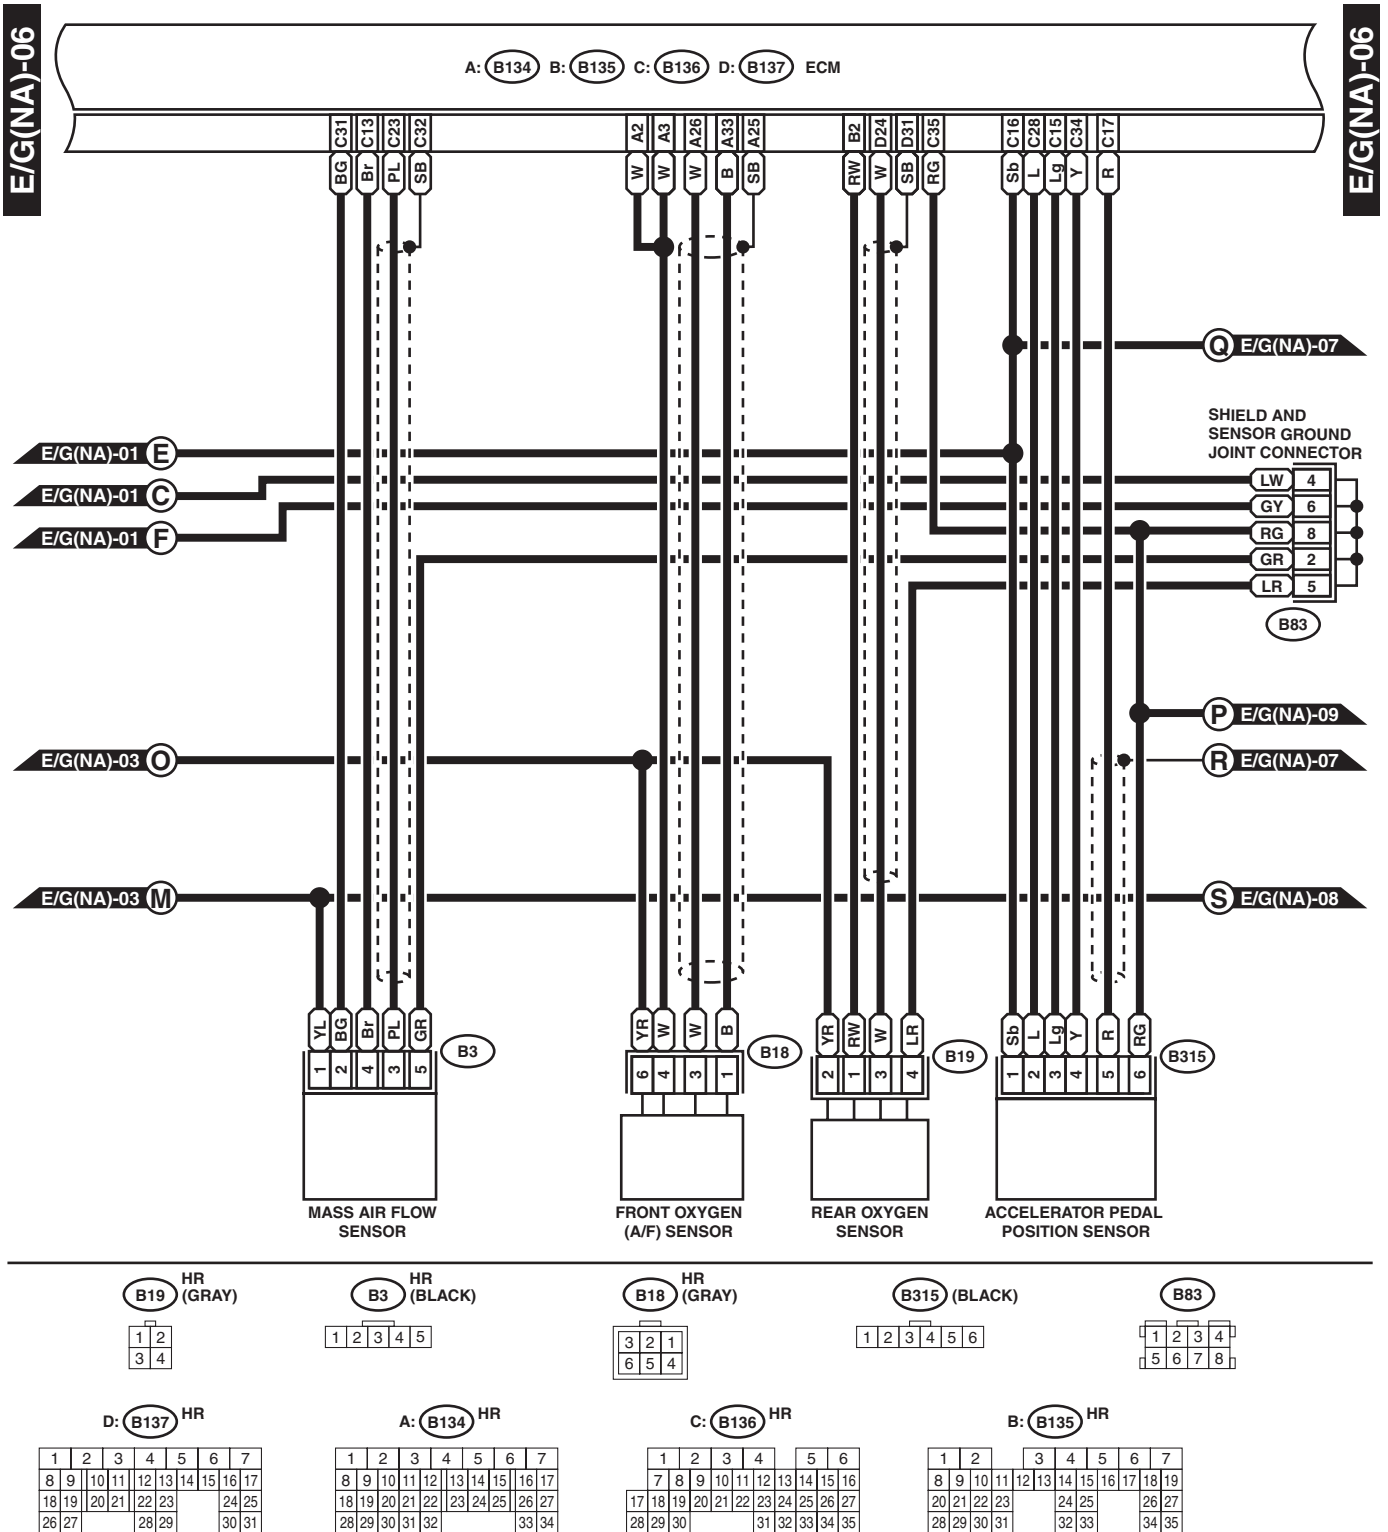 E/G(NA)-06
E/G(NA)-06
A: B134 B: B135 C: B136 D: B137 ECM
C31 C13 C23 C32 A2 A3 A26 A33 A25 B2 D24 D31 C35 C16 C28 C15 C34 C17
BG Br PL SB W W W B SB RW W SB RG Sb L Lg Y R
Q E/G(NA)-07
SHIELD AND
SENSOR GROUND
JOINT CONNECTOR
E/G(NA)-01 E
LW 4
E/G(NA)-01 C
GY 6
RG 8
E/G(NA)-01 F
GR 2
LR 5
B83
P E/G(NA)-09
E/G(NA)-03 O
R E/G(NA)-07
E/G(NA)-03 M
S E/G(NA)-08
YL BG Br PL GR YR W W B YR RW W LR Sb L Lg Y R RG
B3 B18 B19 B315
1 2 4 3 5 6 4 3 1 2 1 3 4 1 2 3 4 5 6
MASS AIR FLOW
SENSOR
FRONT OXYGEN
(A/F) SENSOR
REAR OXYGEN
SENSOR
ACCELERATOR PEDAL
POSITION SENSOR
B19 HR
(GRAY)
1 2
3 4
B3 HR
(BLACK)
1 2 3 4 5
B18 HR
(GRAY)
3 2 1
6 5 4
B315 (BLACK)
1 2 3 4 5 6
B83
1 2 3 4
5 6 7 8
D: B137 HR
1 2 3 4 5 6 7
8 9 10 11 12 13 14 15 16 17
18 19 20 21 22 23 24 25
26 27 28 29 30 31
A: B134 HR
1 2 3 4 5 6 7
8 9 10 11 12 13 14 15 16 17
18 19 20 21 22 23 24 25 26 27
28 29 30 31 32 33 34
C: B136 HR
1 2 3 4 5 6
7 8 9 10 11 12 13 14 15 16
17 18 19 20 21 22 23 24 25 26 27
28 29 30 31 32 33 34 35
B: B135 HR
1 2 3 4 5 6 7
8 9 10 11 12 13 14 15 16 17 18 19
20 21 22 23 24 25 26 27
28 29 30 31 32 33 34 35